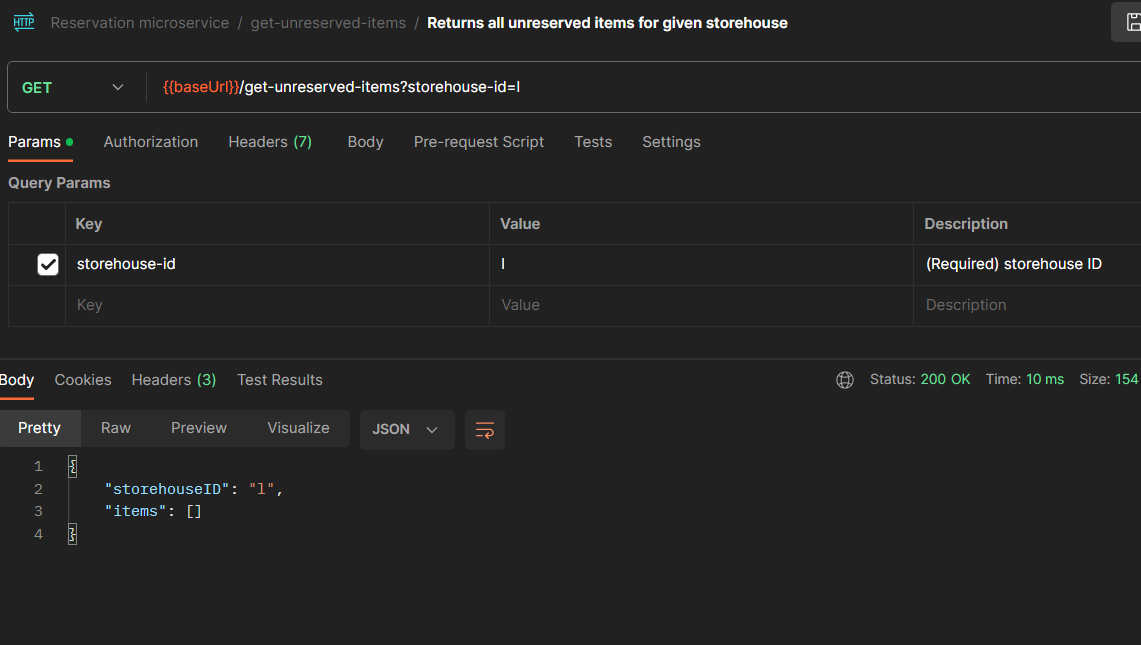 HTTP Reservation microservice / get-unreserved-items / Returns all unreserved items for given storehouse
GET {{baseUrl}}/get-unreserved-items?storehouse-id=l
Params Authorization Headers (7) Body Pre-request Script Tests Settings
Query Params
Key Value Description
storehouse-id l (Required) storehouse ID
Key Value Description
Body Cookies Headers (3) Test Results Status: 200 OK Time: 10 ms Size: 154
Pretty Raw Preview Visualize JSON
1 {
2 "storehouseID": "l",
3 "items": []
4 }